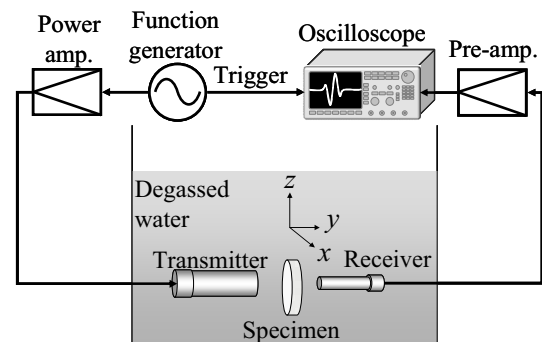 Power
amp.
Function
generator
Trigger
Oscilloscope
Pre-amp.
Degassed
water
z
y
x
Transmitter
Receiver
Specimen